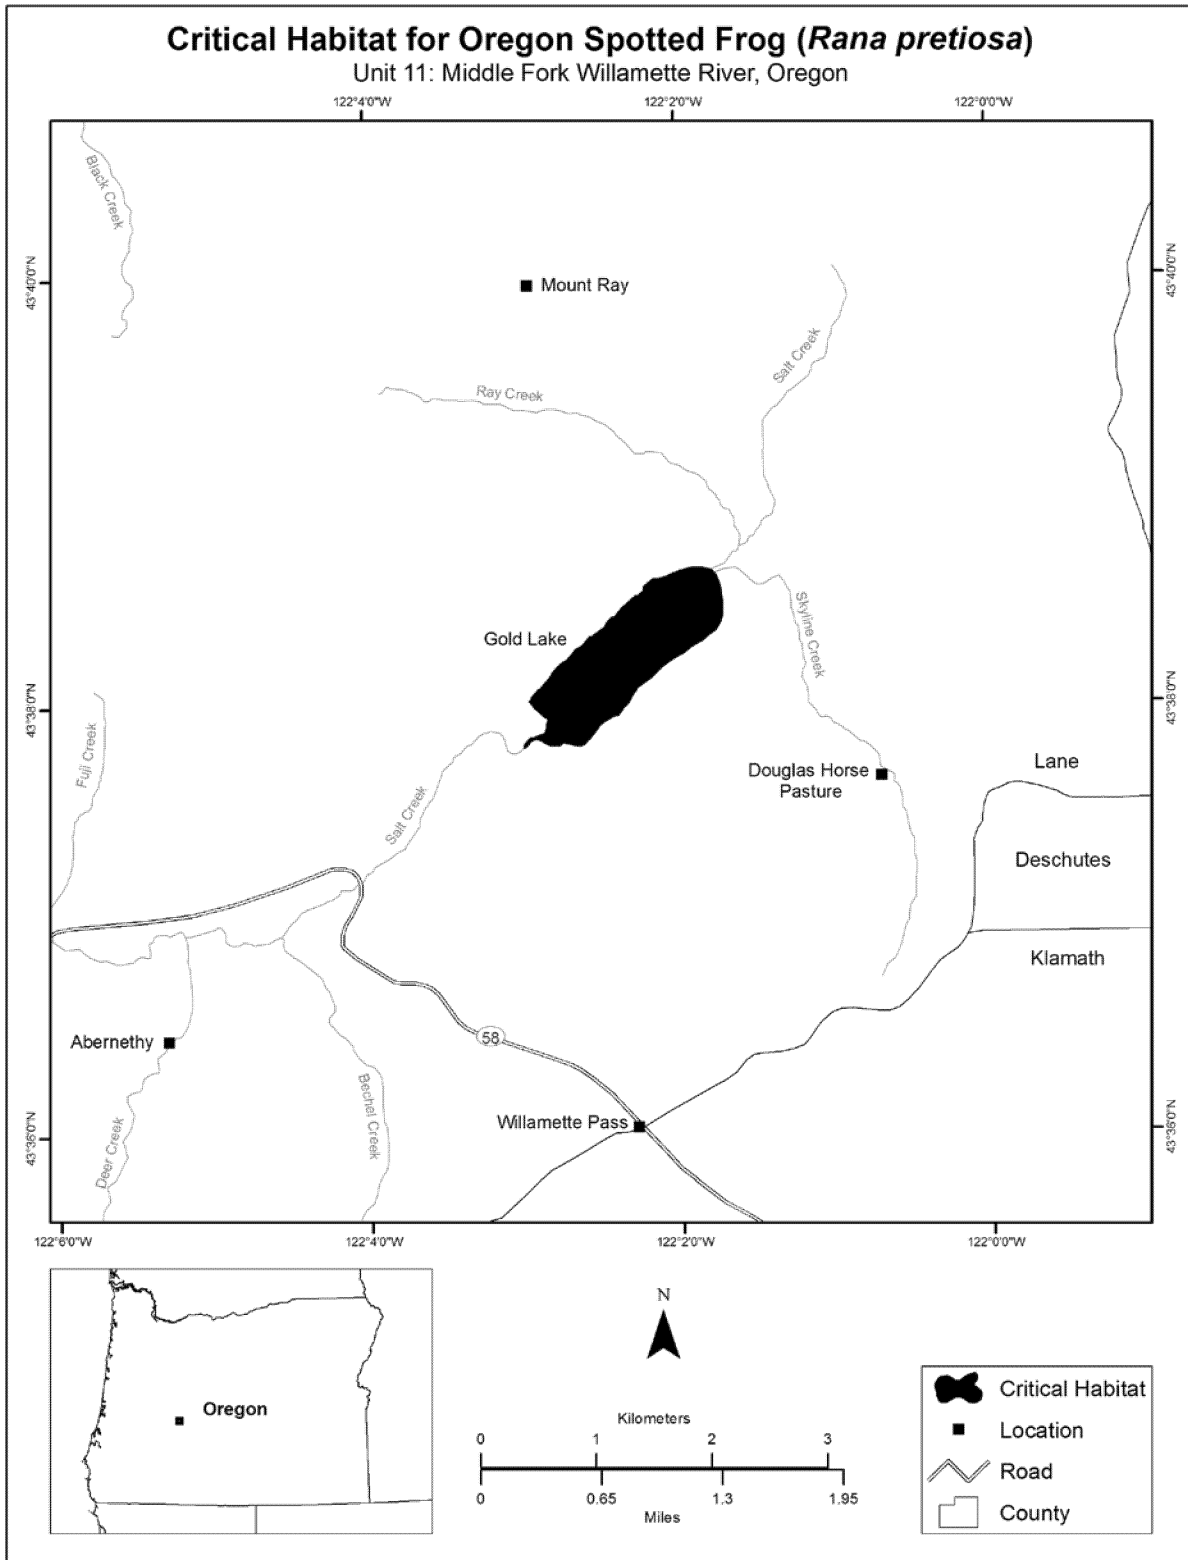 Critical Habitat for Oregon Spotted Frog (Rana pretiosa)
Unit 11: Middle Fork Willamette River, Oregon
122°4'0"W
122°2'0"W
122°0'0"W
Black Creek
43°40'0"N
43°40'0"N
Mount Ray
Salt Creek
Ray Creek
Skyline Creek
Gold Lake
43°38'0"N
43°38'0"N
Fuji Creek
Douglas Horse
Pasture
Lane
Salt Creek
Deschutes
Klamath
58
Abernethy
Bechel Creek
Willamette Pass
Deer Creek
43°36'0"N
43°36'0"N
122°6'0"W
122°4'0"W
122°2'0"W
122°0'0"W
Oregon
N
Kilometers
0 1 2 3
0 0.65 1.3 1.95
Miles
Critical Habitat
Location
Road
County